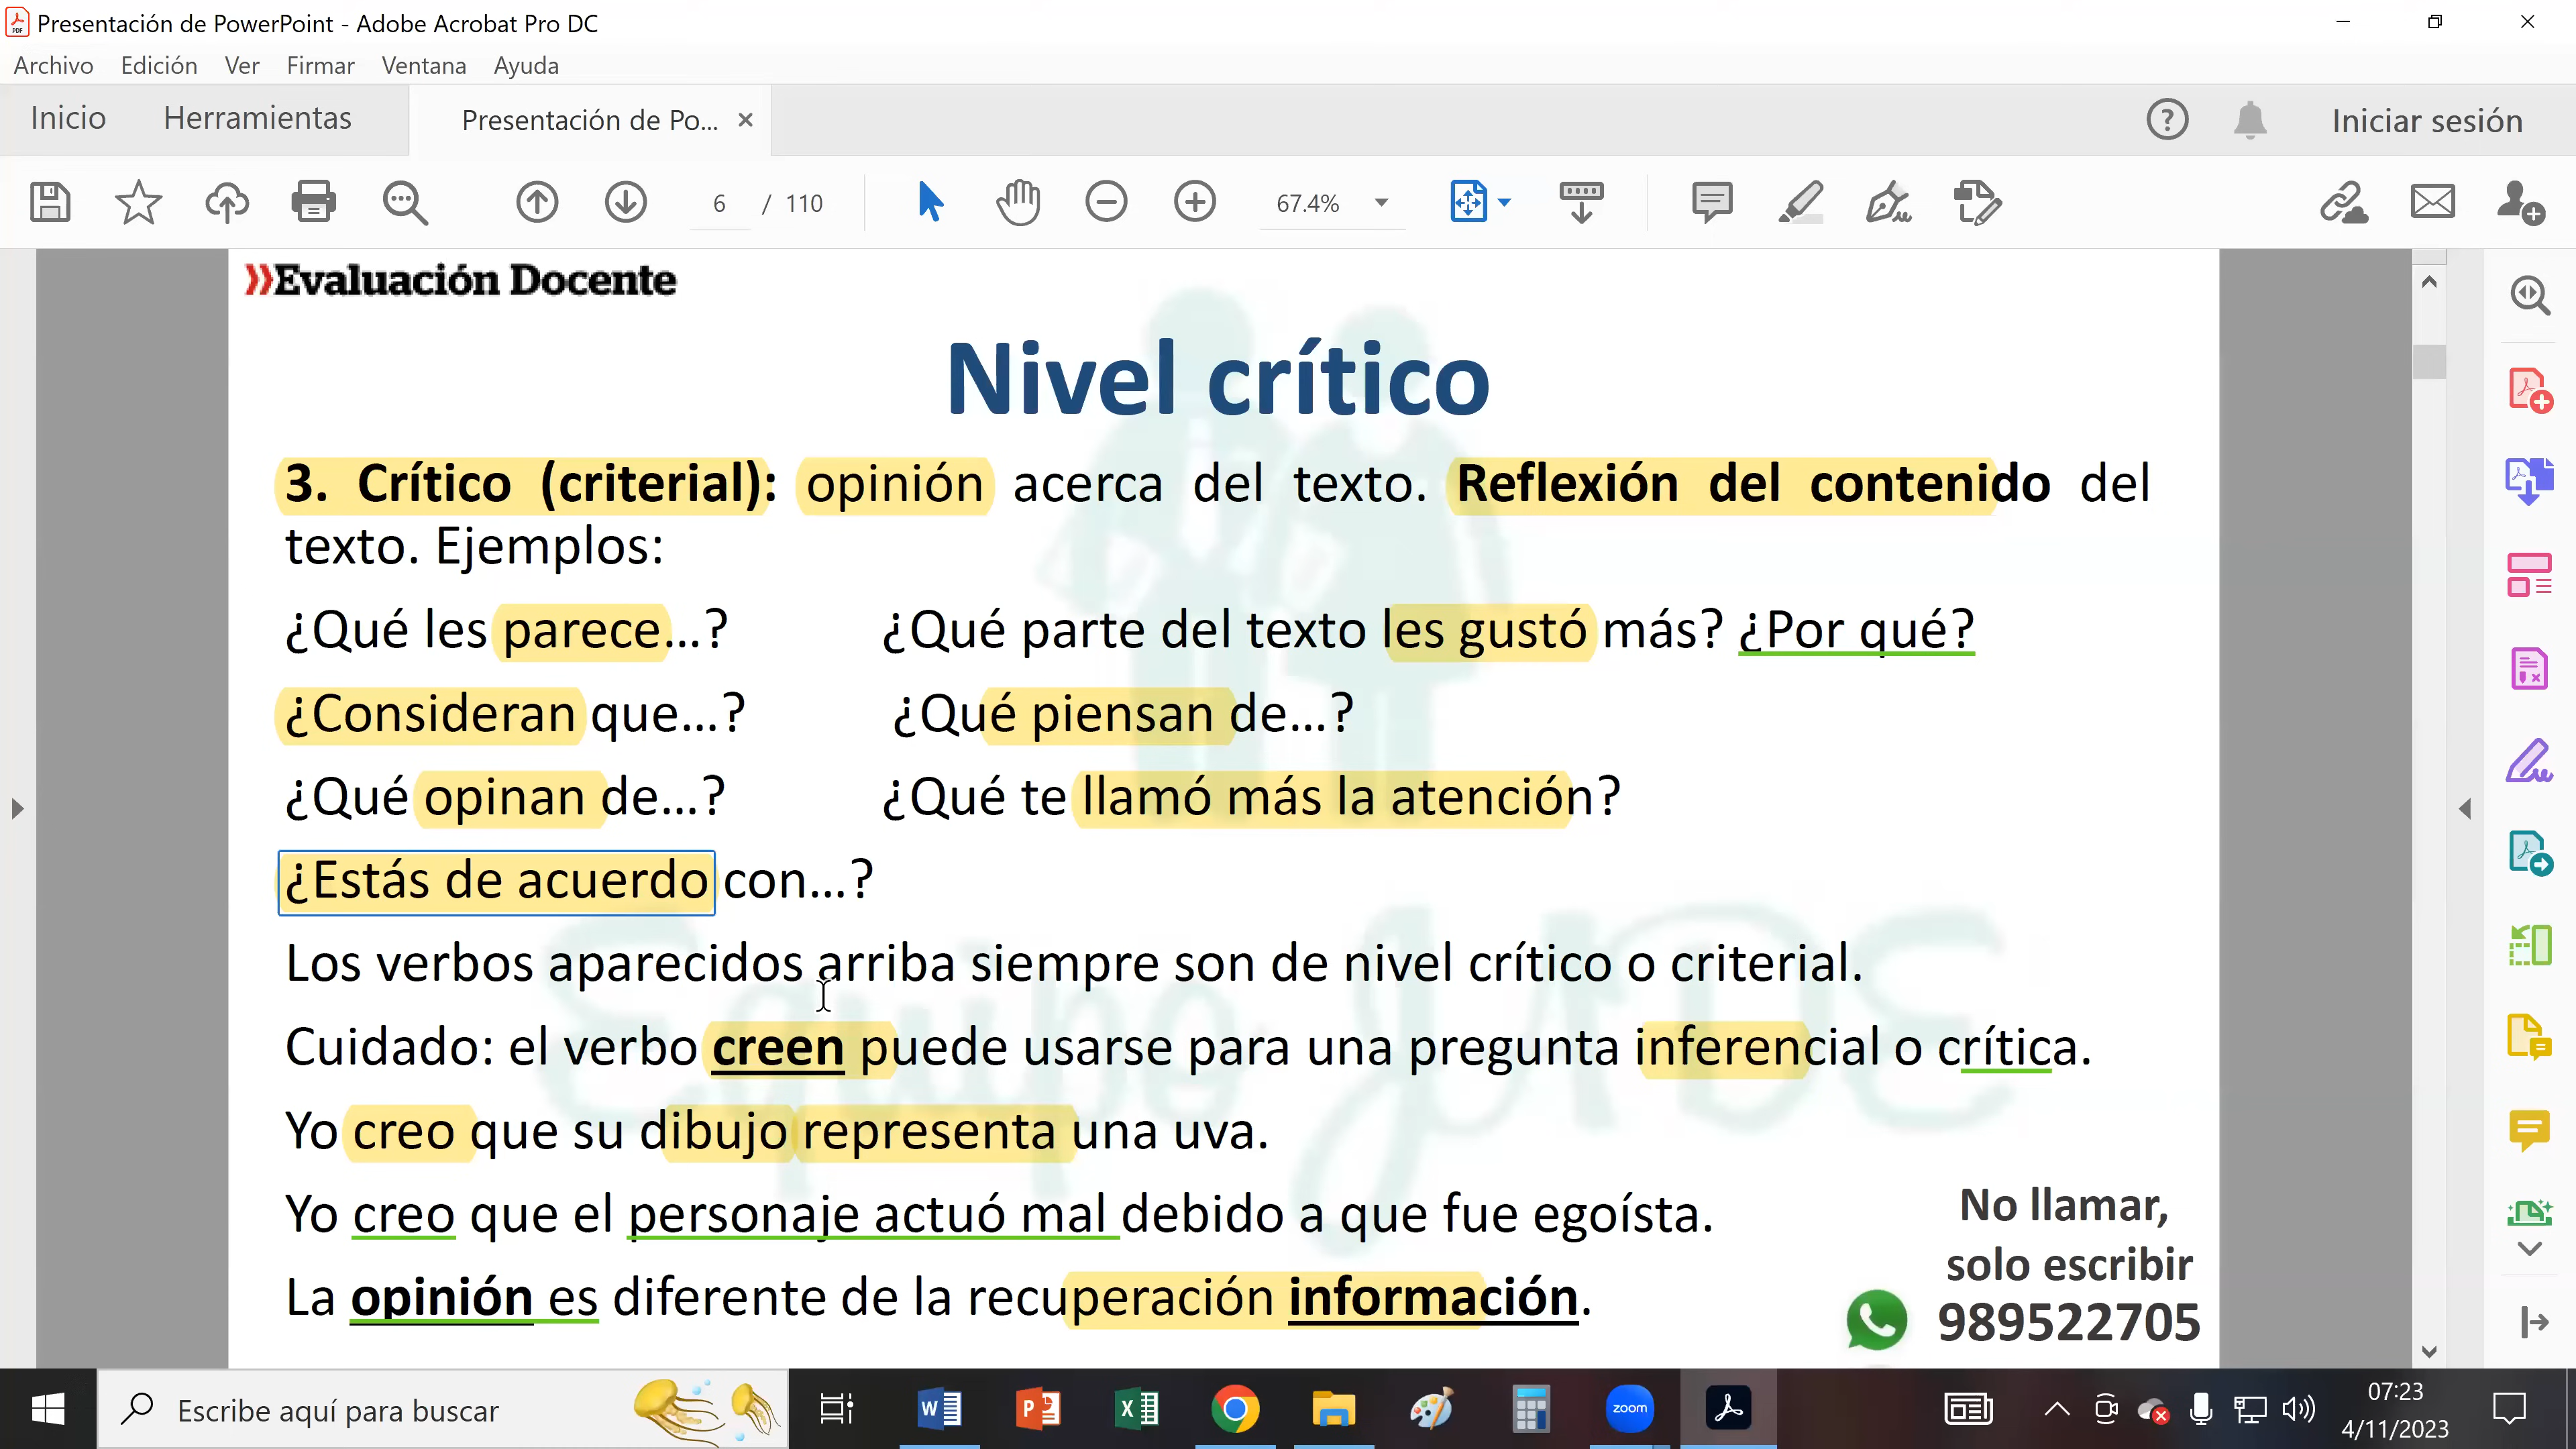 Presentación de PowerPoint - Adobe Acrobat Pro DC
Archivo Edición Ver Firmar Ventana Ayuda
Inicio Herramientas Presentación de Po... × Iniciar sesión
6 / 110 67.4%
Evaluación Docente
Nivel crítico
3. Crítico (criterial): opinión acerca del texto. Reflexión del contenido del
texto. Ejemplos:
¿Qué les parece...? ¿Qué parte del texto les gustó más? ¿Por qué?
¿Consideran que...? ¿Qué piensan de...?
¿Qué opinan de...? ¿Qué te llamó más la atención?
¿Estás de acuerdo con...?
Los verbos aparecidos arriba siempre son de nivel crítico o criterial.
Cuidado: el verbo creen puede usarse para una pregunta inferencial o crítica.
Yo creo que su dibujo representa una uva.
Yo creo que el personaje actuó mal debido a que fue egoísta.
La opinión es diferente de la recuperación información.
No llamar,
solo escribir
989522705
Equipo JADE
Escribe aquí para buscar
zoom
07:23
4/11/2023